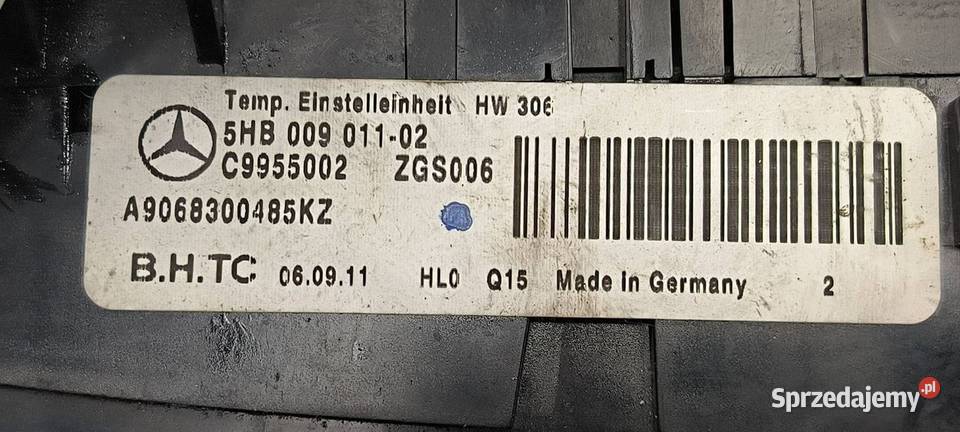 Temp. Einstelleinheit HW 306
5HB 009 011-02
C9955002 ZGS006
A9068300485KZ
B.H.TC 06.09.11 HL0 Q15 Made in Germany 2
Sprzedajemy.pl